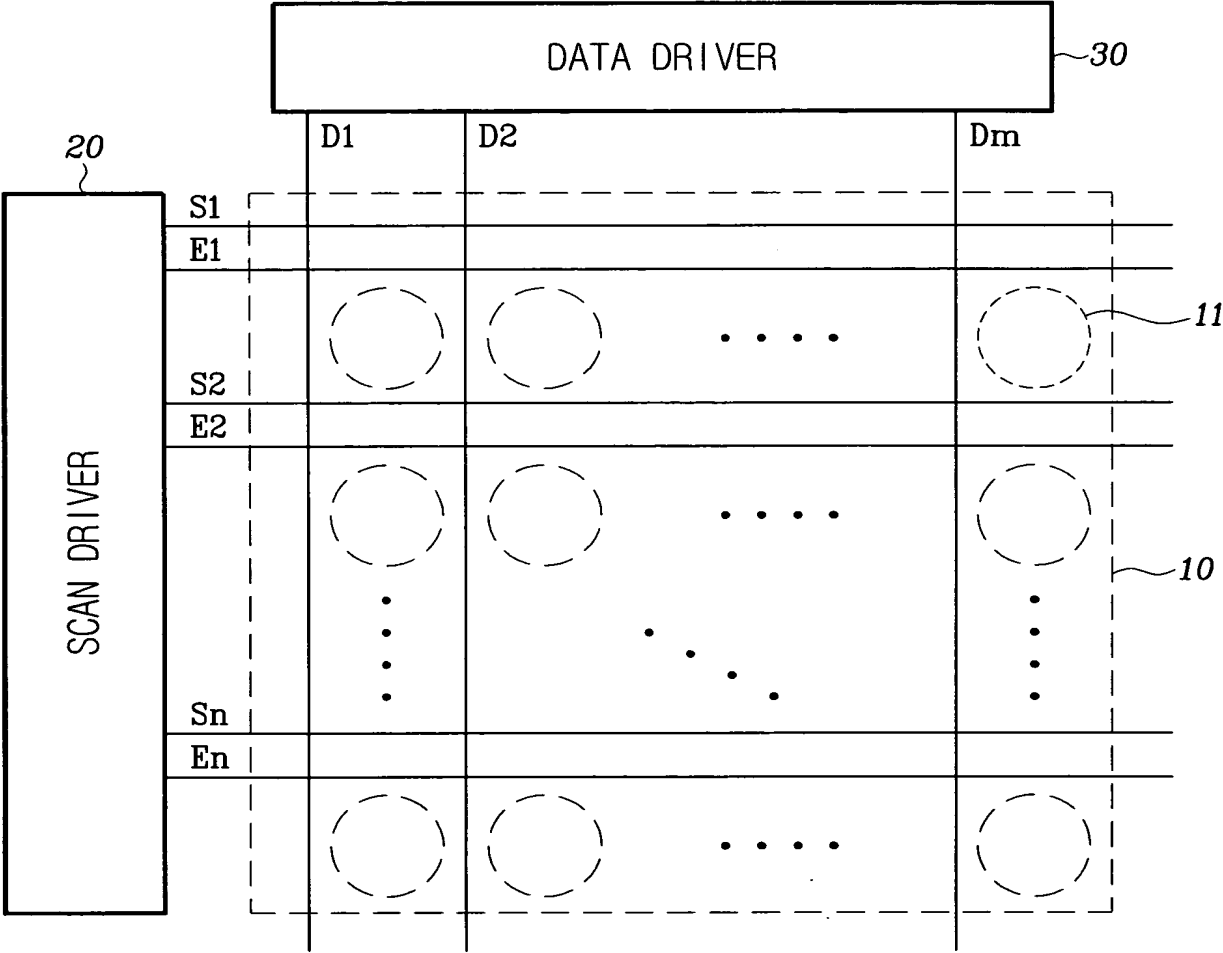 DATA DRIVER
30
D1
D2
Dm
20
S1
E1
11
S2
E2
SCAN DRIVER
10
Sn
En